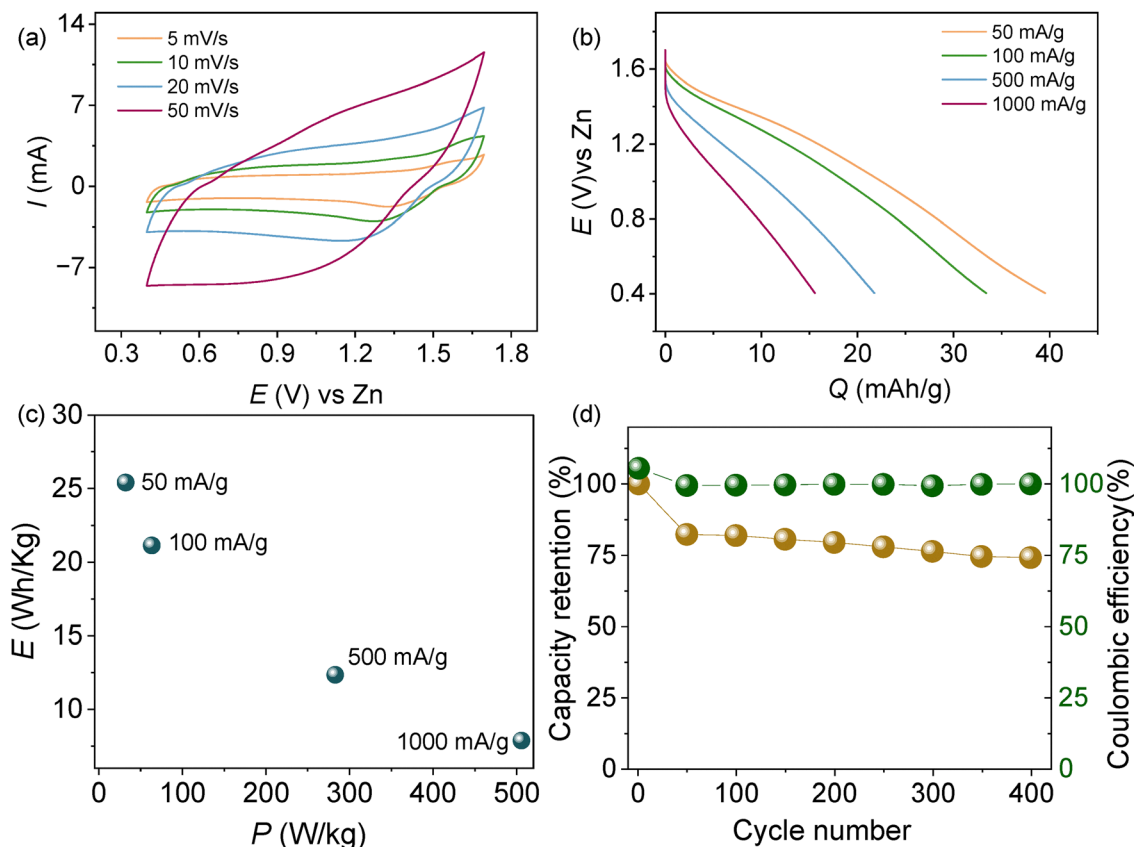 (a)
14
7
0
−7
I (mA)
5 mV/s
10 mV/s
20 mV/s
50 mV/s
0.3
0.6
0.9
1.2
1.5
1.8
E (V) vs Zn
(b)
1.6
1.2
0.8
0.4
E (V)vs Zn
50 mA/g
100 mA/g
500 mA/g
1000 mA/g
0
10
20
30
40
Q (mAh/g)
(c)
30
25
20
15
10
E (Wh/Kg)
50 mA/g
100 mA/g
500 mA/g
1000 mA/g
0
100
200
300
400
500
P (W/kg)
(d)
100
75
50
25
0
Capacity retention (%)
100
75
50
25
0
Coulombic efficiency(%)
0
100
200
300
400
Cycle number